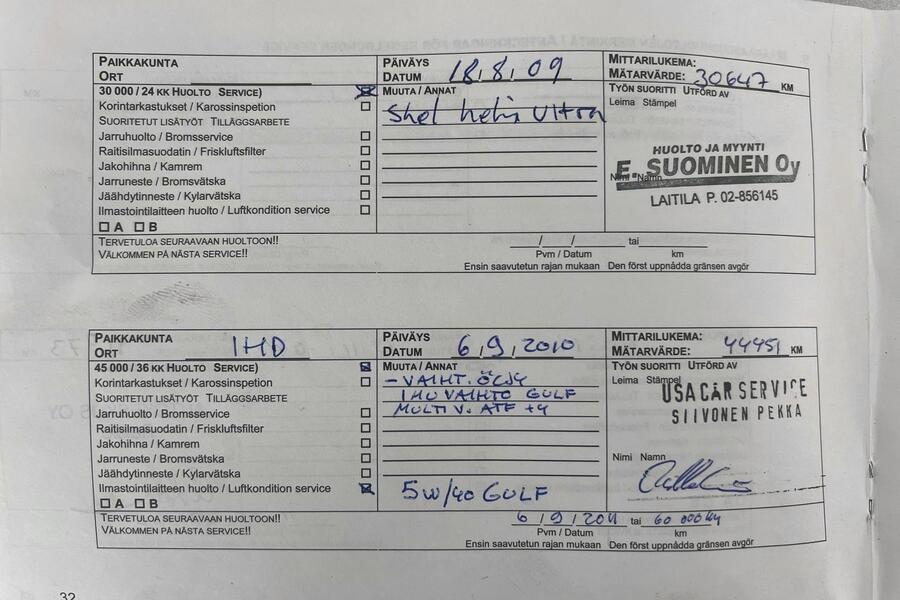 PAIKKAKUNTA
ORT
PÄIVÄYS
DATUM 18.8.09
MITTARILUKEMA:
MÄTARVÄRDE: 30647 KM
30 000 / 24 KK HUOLTO SERVICE)
Korintarkastukset / Karossinspetion
SUORITETUT LISÄTYÖT TILLÄGGSARBETE
Jarruhuolto / Bromsservice
Raitisilmasuodatin / Friskluftsfilter
Jakohihna / Kamrem
Jarruneste / Bromsvätska
Jäähdytinneste / Kylarvätska
Ilmastointilaitteen huolto / Luftkondition service
A B
MUUTA / ANNAT
Shel helix Ultra
TYÖN SUORITTI UTFÖRD AV
Leima Stämpel
HUOLTO JA MYYNTI
E. SUOMINEN Oy
Nimi Namn
LAITILA P. 02-856145
TERVETULOA SEURAAVAAN HUOLTOON!!
VÄLKOMMEN PÅ NÄSTA SERVICE!!
/ / tai
Pvm / Datum km
Ensin saavutetun rajan mukaan Den först uppnådda gränsen avgör
PAIKKAKUNTA
ORT IHD
PÄIVÄYS
DATUM 6/9/2010
MITTARILUKEMA:
MÄTARVÄRDE: 44451 KM
45 000 / 36 KK HUOLTO SERVICE)
Korintarkastukset / Karossinspetion
SUORITETUT LISÄTYÖT TILLÄGGSARBETE
Jarruhuolto / Bromsservice
Raitisilmasuodatin / Friskluftsfilter
Jakohihna / Kamrem
Jarruneste / Bromsvätska
Jäähdytinneste / Kylarvätska
Ilmastointilaitteen huolto / Luftkondition service
A B
MUUTA / ANNAT
- VAIHT. ÖLJY
IMU VAIHTO GULF
MULTI V. ATF +4
5W/40 GULF
TYÖN SUORITTI UTFÖRD AV
Leima Stämpel
USA CAR SERVICE
SIIVONEN PEKKA
Nimi Namn
TERVETULOA SEURAAVAAN HUOLTOON!!
VÄLKOMMEN PÅ NÄSTA SERVICE!!
6 / 9 / 2011 tai 60 000 km
Pvm / Datum km
Ensin saavutetun rajan mukaan Den först uppnådda gränsen avgör
32